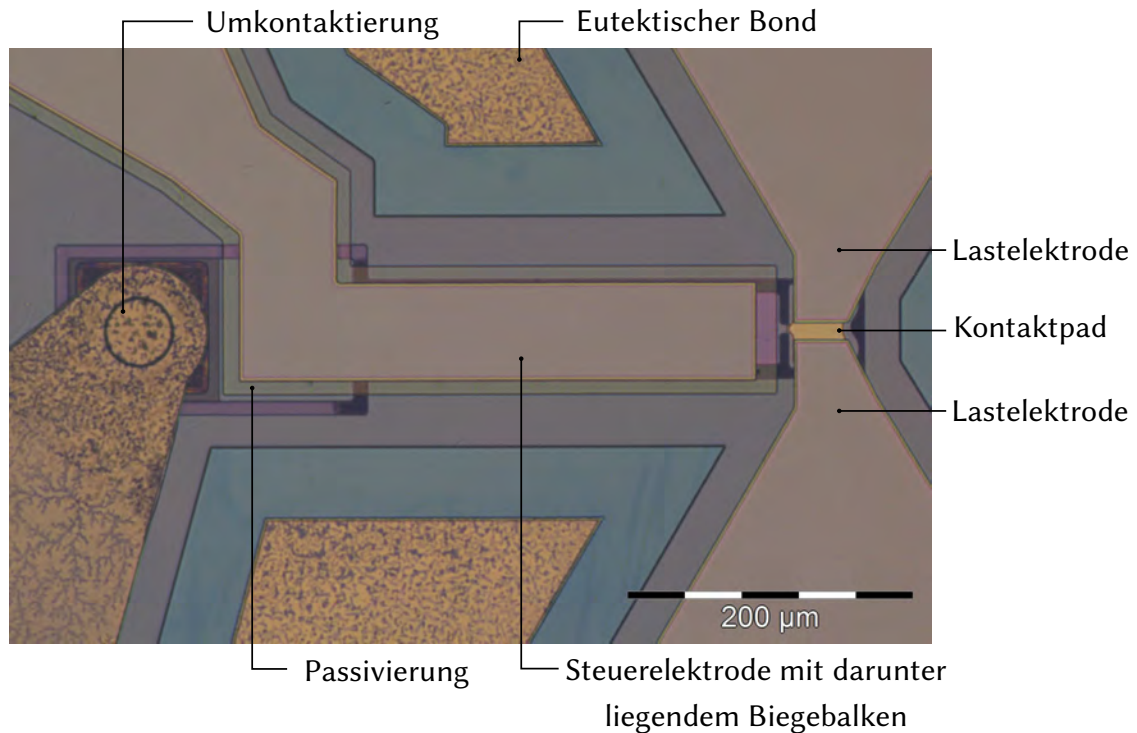 Umkontaktierung
Eutektischer Bond
Lastelektrode
Kontaktpad
Lastelektrode
200 µm
Passivierung
Steuerelektrode mit darunter
liegendem Biegebalken